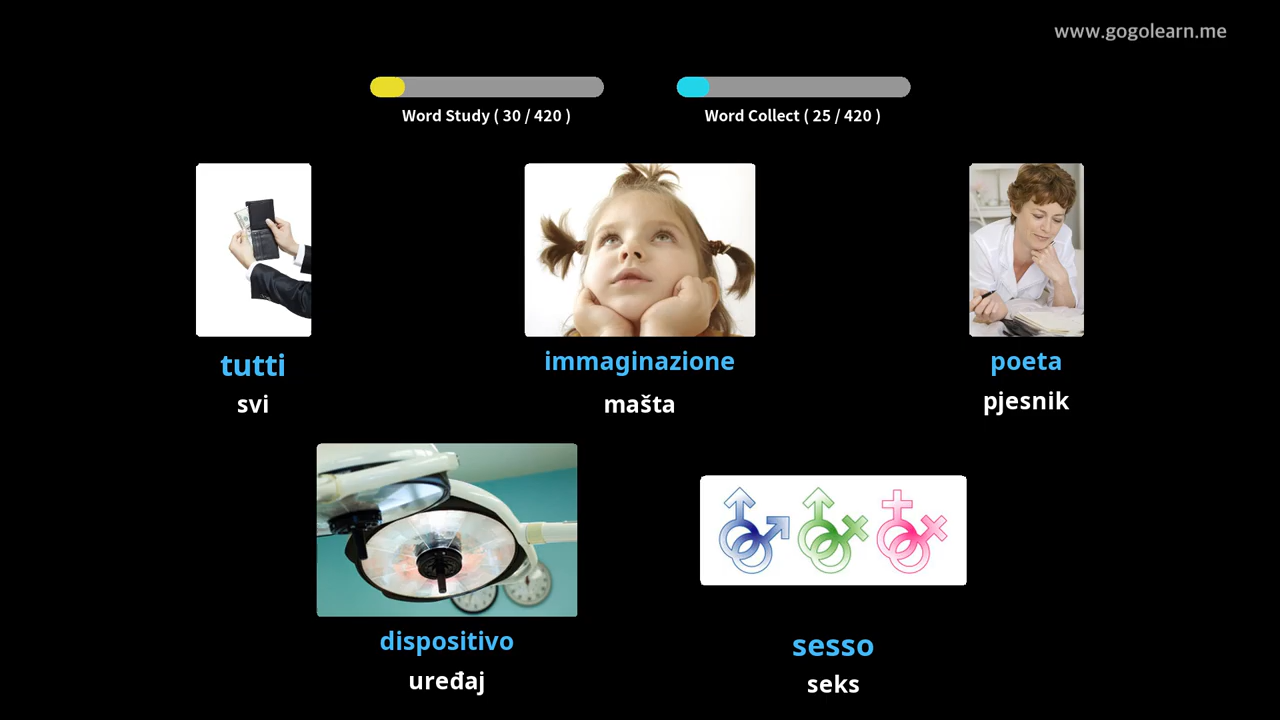 www.gogolearn.me
Word Study ( 30 / 420 )
Word Collect ( 25 / 420 )
tutti
svi
immaginazione
mašta
poeta
pjesnik
dispositivo
uređaj
sesso
seks